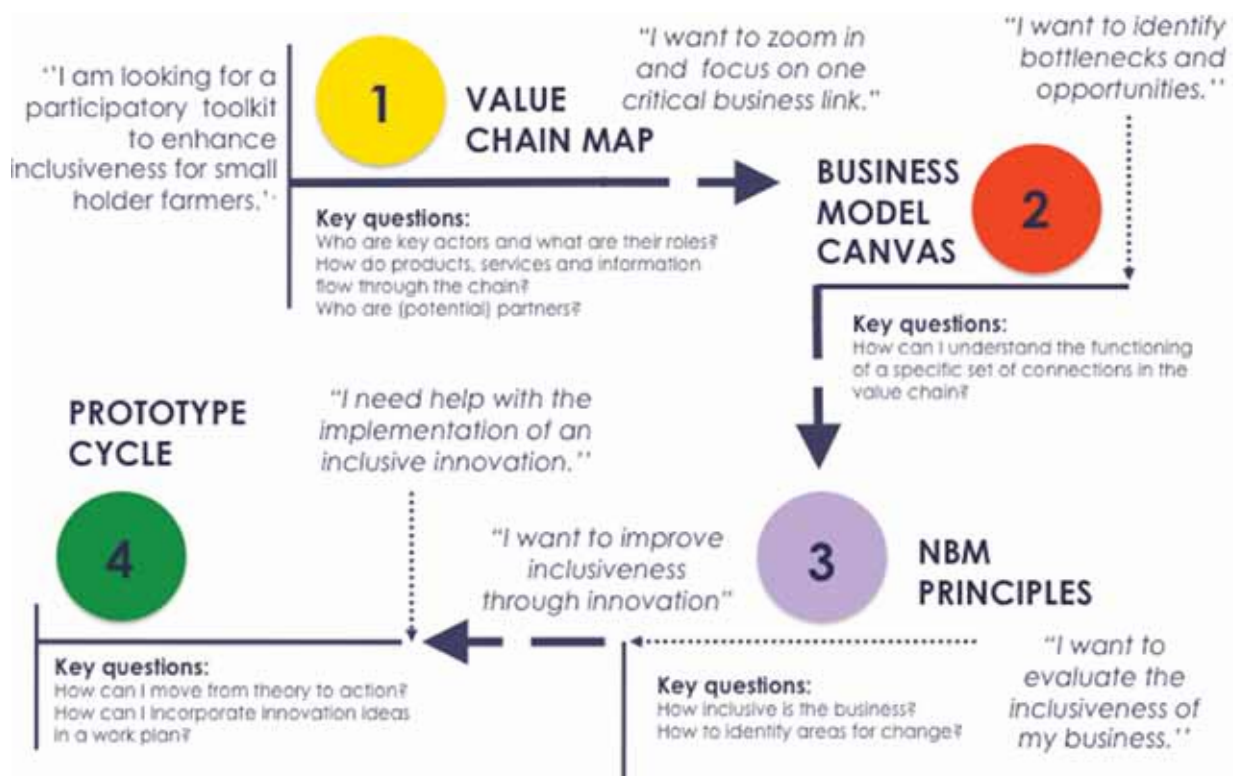 ‘‘I am looking for a
participatory toolkit
to enhance
inclusiveness for small
holder farmers.’’
1
VALUE
CHAIN MAP
Key questions:
Who are key actors and what are their roles?
How do products, services and information
flow through the chain?
Who are (potential) partners?
“I want to zoom in
and focus on one
critical business link.”
“I want to identify
bottlenecks and
opportunities.’’
BUSINESS
MODEL
CANVAS
2
Key questions:
How can I understand the functioning
of a specific set of connections in the
value chain?
3
NBM
PRINCIPLES
“I want to
evaluate the
inclusiveness of
my business.’’
Key questions:
How inclusive is the business?
How to identify areas for change?
“I want to improve
inclusiveness
through innovation”
“I need help with the
implementation of an
inclusive innovation.’’
PROTOTYPE
CYCLE
4
Key questions:
How can I move from theory to action?
How can I incorporate innovation ideas
in a work plan?